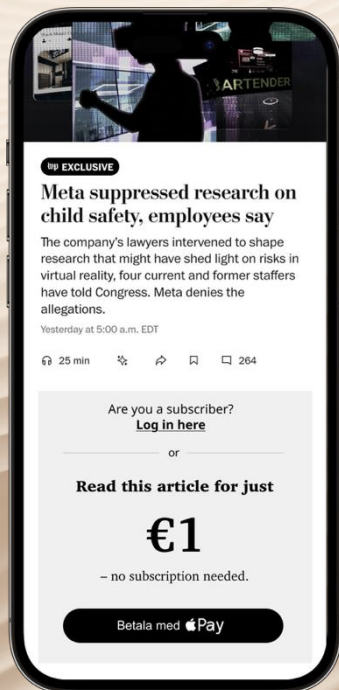 BARTENDER
wp EXCLUSIVE
Meta suppressed research on
child safety, employees say
The company’s lawyers intervened to shape
research that might have shed light on risks in
virtual reality, four current and former staffers
have told Congress. Meta denies the
allegations.
Yesterday at 5:00 a.m. EDT
25 min
264
Are you a subscriber?
Log in here
or
Read this article for just
€1
– no subscription needed.
Betala med Pay